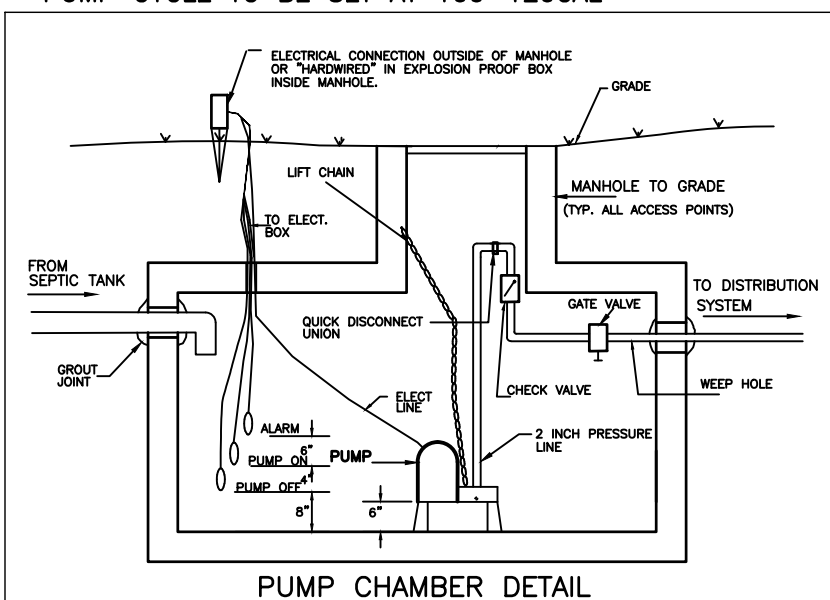 ELECTRICAL CONNECTION OUTSIDE OF MANHOLE
OR "HARDWIRED" IN EXPLOSION PROOF BOX
INSIDE MANHOLE.
GRADE
LIFT CHAIN
MANHOLE TO GRADE
(TYP. ALL ACCESS POINTS)
TO ELECT.
BOX
FROM
SEPTIC TANK
TO DISTRIBUTION
SYSTEM
GATE VALVE
QUICK DISCONNECT
UNION
GROUT
JOINT
CHECK VALVE
WEEP HOLE
ELECT
LINE
ALARM
6"
PUMP ON
PUMP
2 INCH PRESSURE
LINE
4"
PUMP OFF
8"
6"
PUMP CHAMBER DETAIL